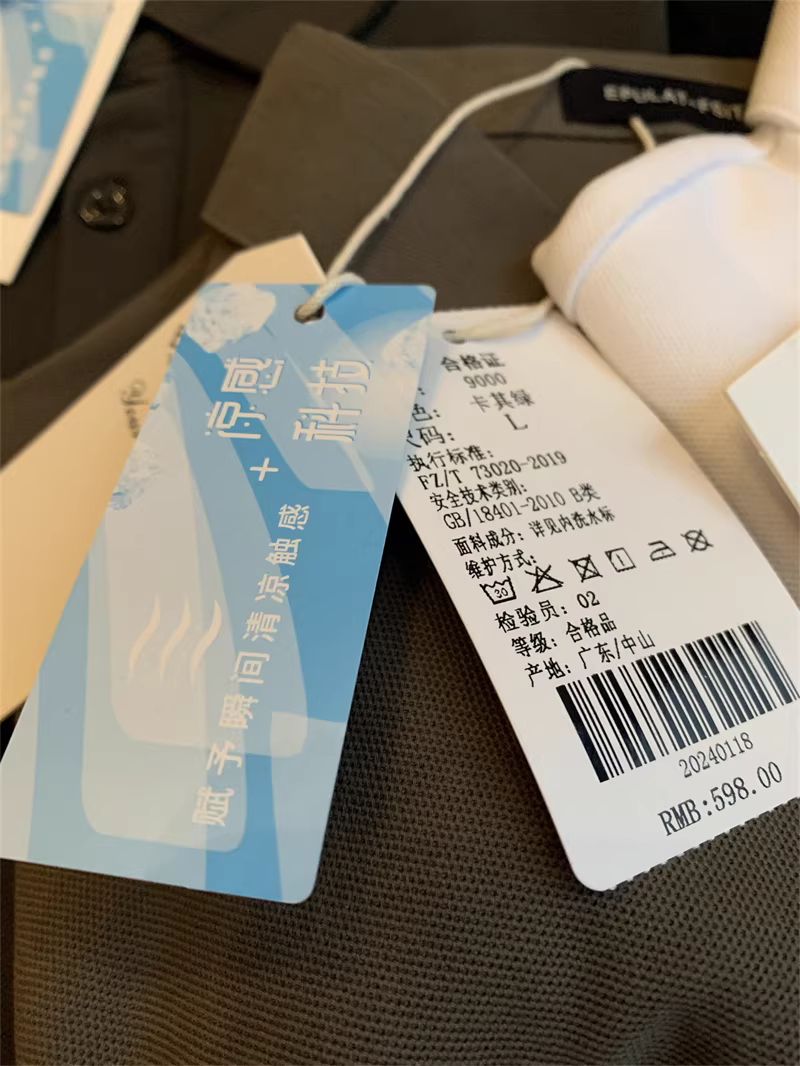 凉感
科技
+
赋予瞬间清凉触感
合格证
: 9000
色: 卡其绿
码: L
执行标准:
FZ/T 73020-2019
安全技术类别:
GB/18401-2010 B类
面料成分: 详见内洗水标
维护方式:
30
检验员: 02
等级: 合格品
产地: 广东/中山
20240118
RMB:598.00